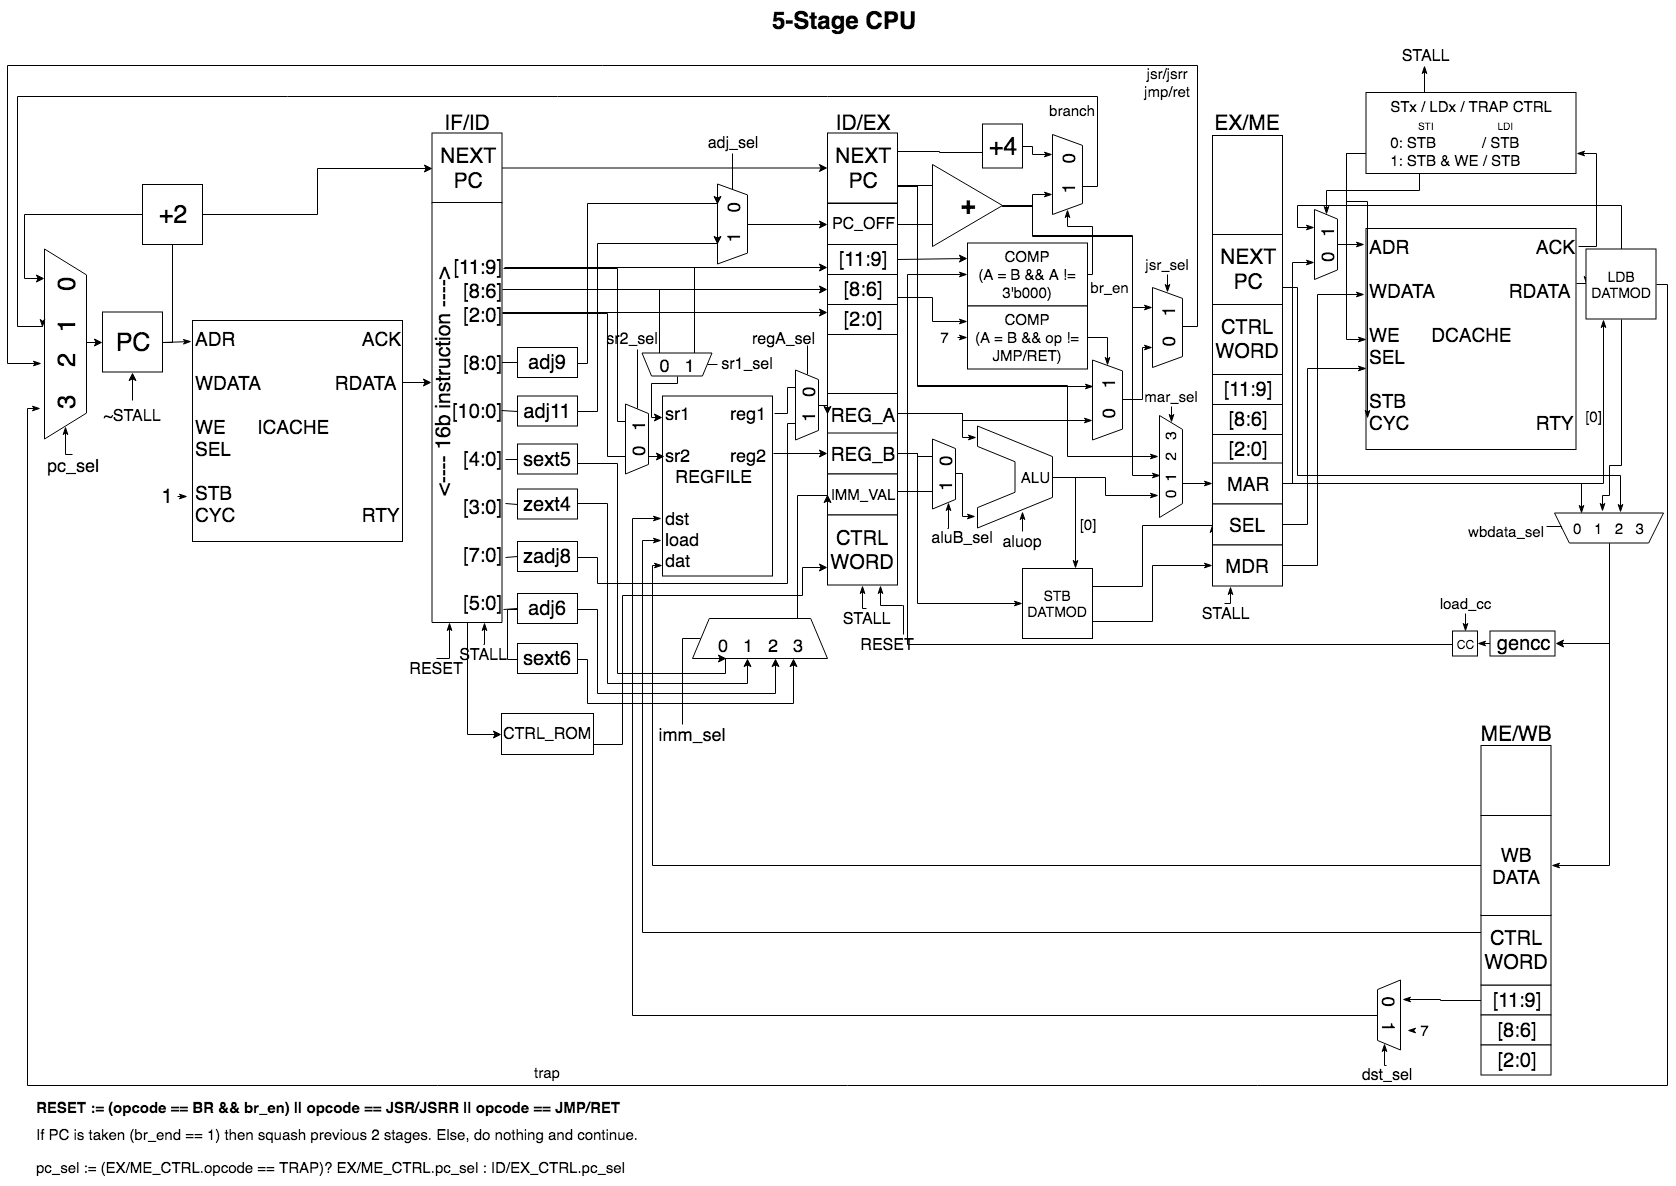 5-Stage CPU
STALL
jsr/jsrr
jmp/ret
branch
STx / LDx / TRAP CTRL
STI
LDI
0: STB / STB
1: STB & WE / STB
IF/ID
ID/EX
EX/ME
adj_sel
NEXT
PC
NEXT
PC
+4
0
1
+2
0
1
PC_OFF
+
1
0
ADR
ACK
WDATA
RDATA
WE
SEL
DCACHE
STB
CYC
RTY
[0]
LDB
DATMOD
[11:9]
[8:6]
[2:0]
<---- 16b instruction ---->
[11:9]
[8:6]
[2:0]
COMP
(A = B && A !=
3'b000)
br_en
COMP
(A = B && op !=
JMP/RET)
7
jsr_sel
1
0
NEXT
PC
CTRL
WORD
[11:9]
[8:6]
[2:0]
MAR
SEL
MDR
STALL
0
1
2
3
pc_sel
PC
~STALL
ADR
ACK
WDATA
RDATA
WE
SEL
ICACHE
1
STB
CYC
RTY
[8:0]
adj9
[10:0]
adj11
[4:0]
sext5
[3:0]
zext4
[7:0]
zadj8
[5:0]
adj6
sext6
sr2_sel
0 1
sr1_sel
regA_sel
0
1
1
0
sr1
reg1
sr2
reg2
REGFILE
dst
load
dat
REG_A
REG_B
IMM_VAL
CTRL
WORD
STALL
RESET
1
0
mar_sel
3
2
1
0
0
1
ALU
aluB_sel
aluop
[0]
STB
DATMOD
wbdata_sel
0 1 2 3
load_cc
CC
gencc
RESET
STALL
0 1 2 3
CTRL_ROM
imm_sel
ME/WB
WB
DATA
CTRL
WORD
[11:9]
[8:6]
[2:0]
0
1
7
dst_sel
trap
RESET := (opcode == BR && br_en) || opcode == JSR/JSRR || opcode == JMP/RET
If PC is taken (br_end == 1) then squash previous 2 stages. Else, do nothing and continue.
pc_sel := (EX/ME_CTRL.opcode == TRAP)? EX/ME_CTRL.pc_sel : ID/EX_CTRL.pc_sel